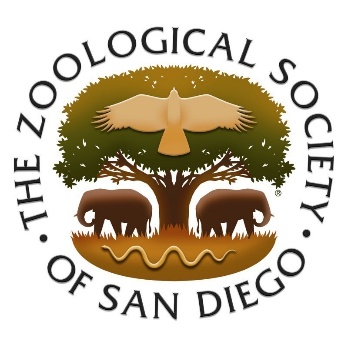 • THE ZOOLOGICAL SOCIETY •
OF SAN DIEGO
®